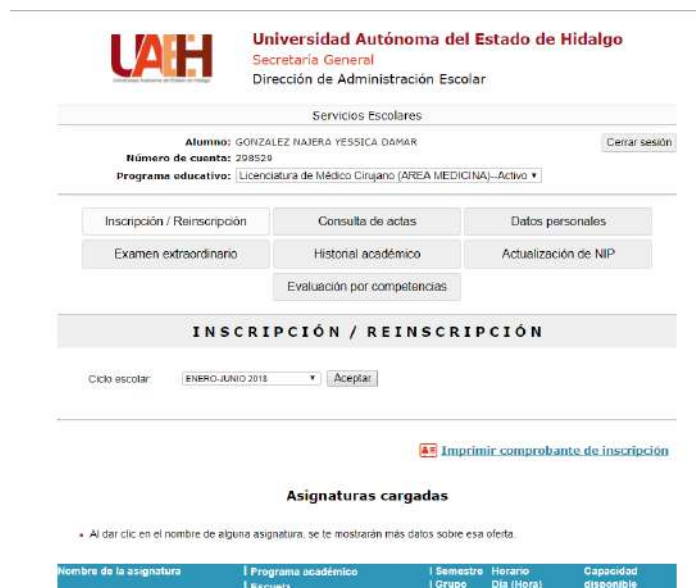 UAEH
Universidad Autónoma del Estado de Hidalgo
Secretaría General
Dirección de Administración Escolar
Servicios Escolares
Alumno: GONZALEZ NAJERA YESSICA DAMAR
Cerrar sesión
Número de cuenta: 298529
Programa educativo: Licenciatura de Médico Cirujano (AREA MEDICINA)--Activo
Inscripción / Reinscripción Consulta de actas Datos personales
Examen extraordinario Historial académico Actualización de NIP
Evaluación por competencias
INSCRIPCIÓN / REINSCRIPCIÓN
Ciclo escolar: ENERO-JUNIO 2018 Aceptar
Imprimir comprobante de inscripción
Asignaturas cargadas
Al dar clic en el nombre de alguna asignatura, se te mostrarán más datos sobre esa oferta.
Nombre de la asignatura | Programa académico | Semestre Horario Capacidad
| Escuela | Grupo Día (Hora) disponible